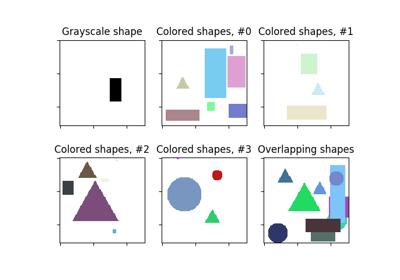 Grayscale shape
Colored shapes, #0
Colored shapes, #1
Colored shapes, #2
Colored shapes, #3
Overlapping shapes